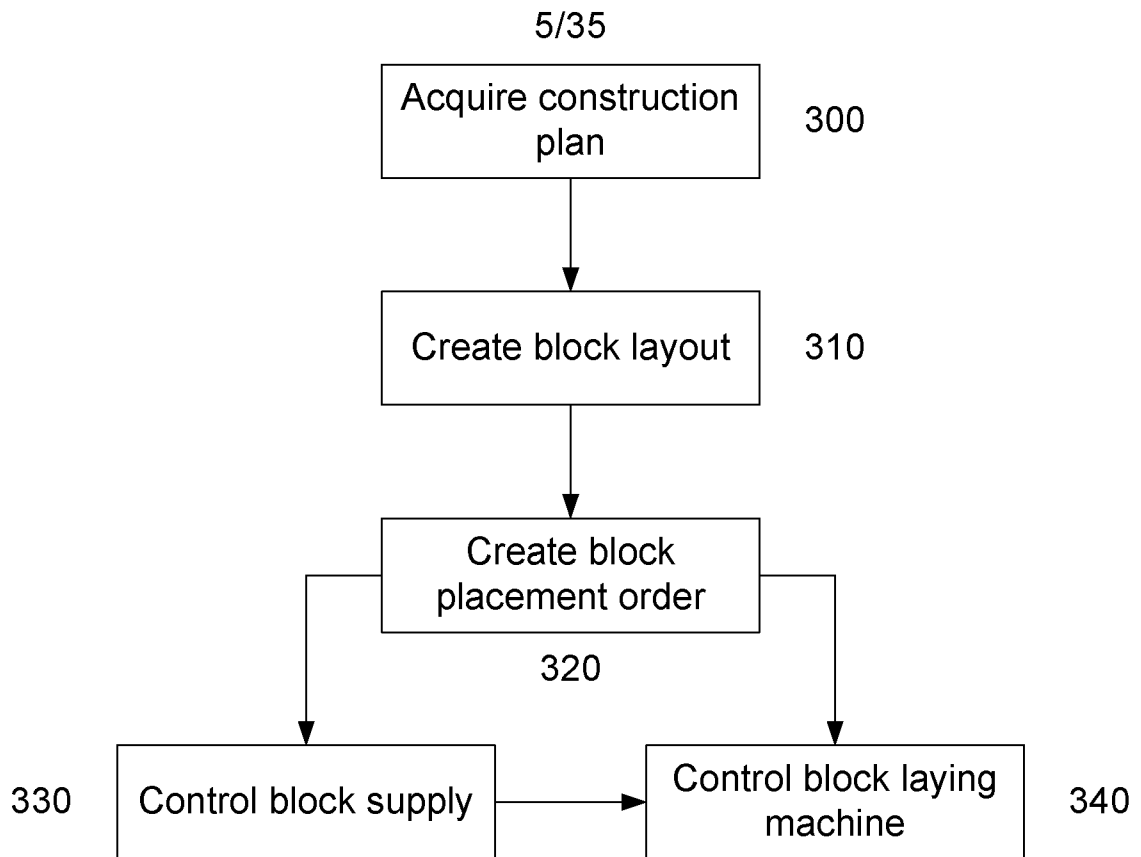 5/35
Acquire construction
plan
300
Create block layout
310
Create block
placement order
320
330
Control block supply
Control block laying
machine
340